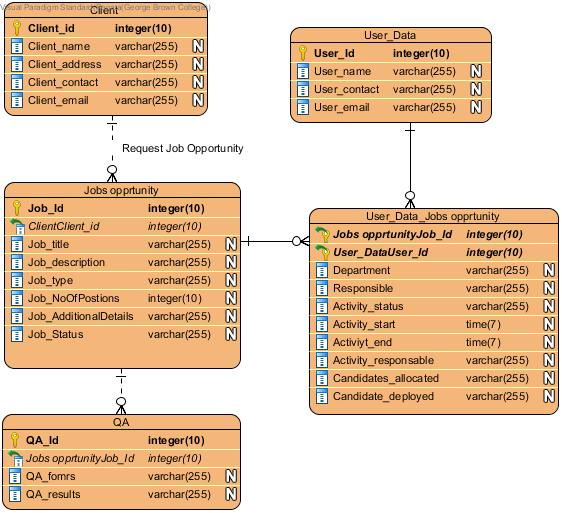 Visual Paradigm Standard (George Brown College)
Client
Client_id integer(10)
Client_name varchar(255) N
Client_address varchar(255) N
Client_contact varchar(255) N
Client_email varchar(255) N
User_Data
User_Id integer(10)
User_name varchar(255) N
User_contact varchar(255) N
User_email varchar(255) N
Request Job Opportunity
Jobs opprtunity
Job_Id integer(10)
ClientClient_id integer(10)
Job_title varchar(255) N
Job_description varchar(255) N
Job_type varchar(255) N
Job_NoOfPostions integer(10) N
Job_AdditionalDetails varchar(255) N
Job_Status varchar(255) N
User_Data_Jobs opprtunity
Jobs opprtunityJob_Id integer(10)
User_DataUser_Id integer(10)
Department varchar(255) N
Responsible varchar(255) N
Activity_status varchar(255) N
Activity_start time(7) N
Activiyt_end time(7) N
Activity_responsable varchar(255) N
Candidates_allocated varchar(255) N
Candidate_deployed varchar(255) N
QA
QA_Id integer(10)
Jobs opprtunityJob_Id integer(10)
QA_fomrs varchar(255) N
QA_results varchar(255) N